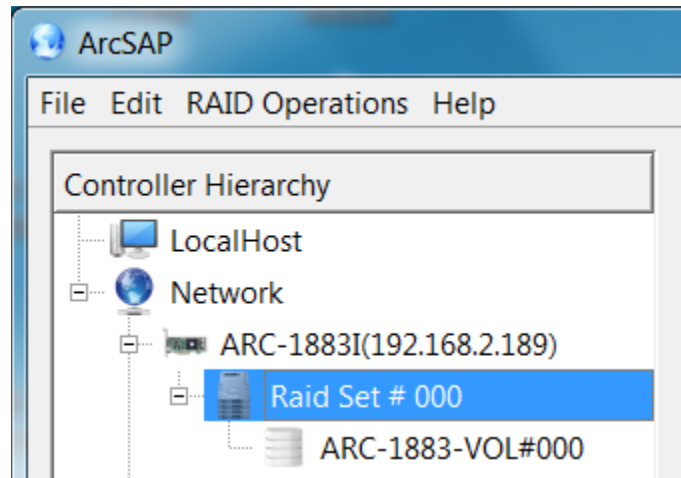 ArcSAP
File Edit RAID Operations Help
Controller Hierarchy
LocalHost
Network
ARC-1883I(192.168.2.189)
Raid Set # 000
ARC-1883-VOL#000